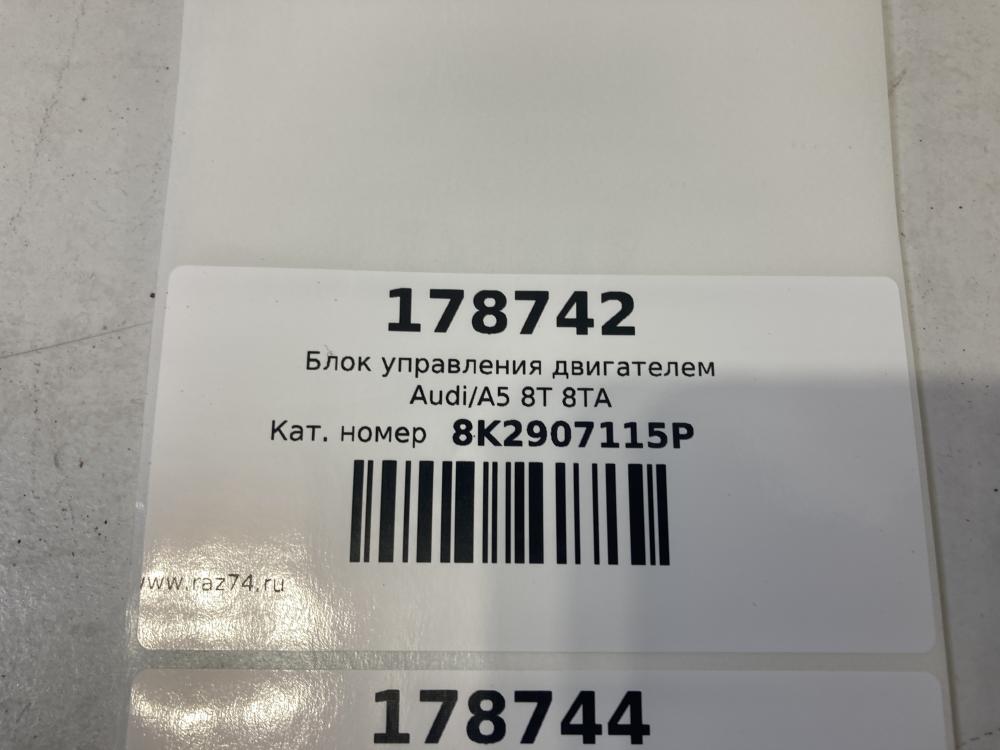 178742
Блок управления двигателем
Audi/A5 8T 8TA
Кат. номер 8K2907115P
www.raz74.ru
178744